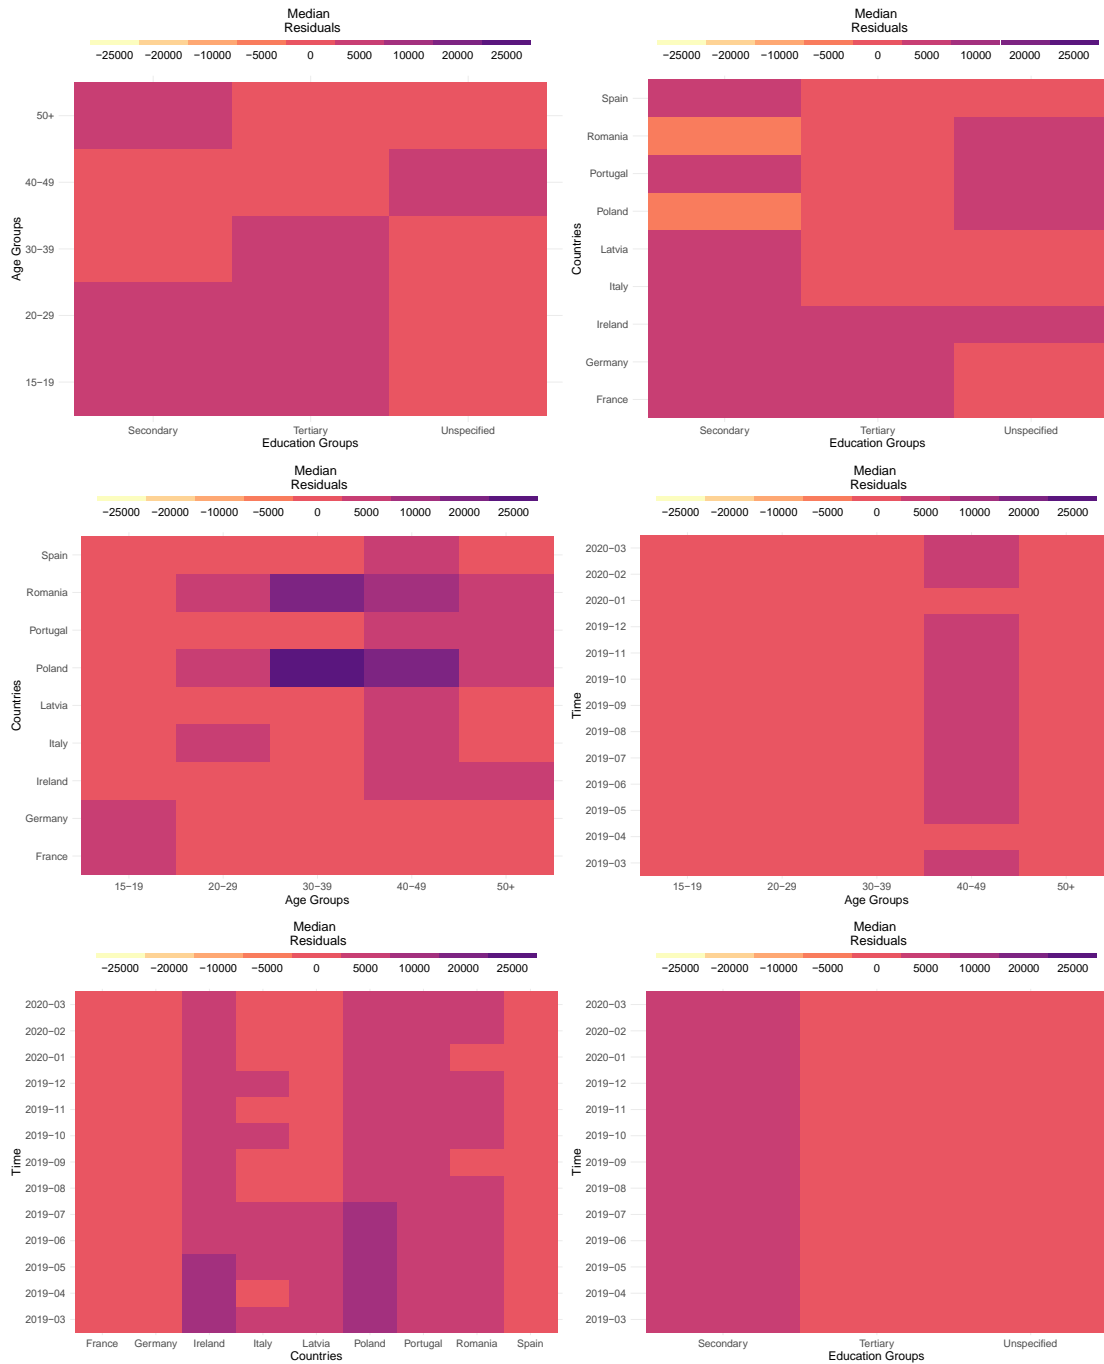 Median
Residuals
−25000 −20000 −10000 −5000 0 5000 10000 20000 25000
50+
40−49
30−39
20−29
15−19
Age Groups
Secondary Tertiary Unspecified
Education Groups
Median
Residuals
−25000 −20000 −10000 −5000 0 5000 10000 20000 25000
Spain
Romania
Portugal
Poland
Latvia
Italy
Ireland
Germany
France
Countries
Secondary Tertiary Unspecified
Education Groups
Median
Residuals
−25000 −20000 −10000 −5000 0 5000 10000 20000 25000
Spain
Romania
Portugal
Poland
Latvia
Italy
Ireland
Germany
France
Countries
15−19 20−29 30−39 40−49 50+
Age Groups
Median
Residuals
−25000 −20000 −10000 −5000 0 5000 10000 20000 25000
2020−03
2020−02
2020−01
2019−12
2019−11
2019−10
2019−09
2019−08
2019−07
2019−06
2019−05
2019−04
2019−03
Time
15−19 20−29 30−39 40−49 50+
Age Groups
Median
Residuals
−25000 −20000 −10000 −5000 0 5000 10000 20000 25000
2020−03
2020−02
2020−01
2019−12
2019−11
2019−10
2019−09
2019−08
2019−07
2019−06
2019−05
2019−04
2019−03
Time
France Germany Ireland Italy Latvia Poland Portugal Romania Spain
Countries
Median
Residuals
−25000 −20000 −10000 −5000 0 5000 10000 20000 25000
2020−03
2020−02
2020−01
2019−12
2019−11
2019−10
2019−09
2019−08
2019−07
2019−06
2019−05
2019−04
2019−03
Time
Secondary Tertiary Unspecified
Education Groups